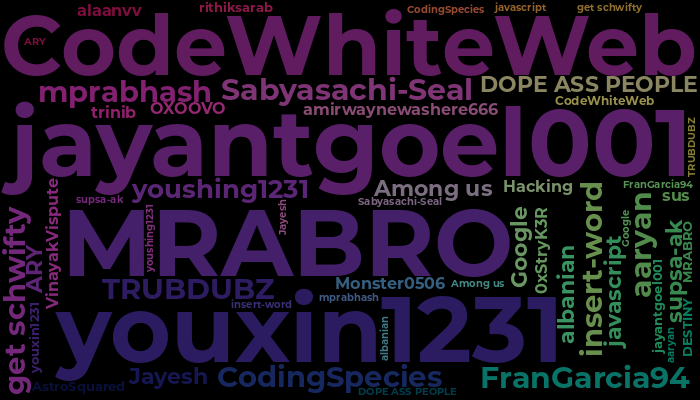 alaanvv
rithiksarab
CodingSpecies
javascript
get schwifty
CodeWhiteWeb
ARY
mprabhash
Sabyasachi-Seal
DOPE ASS PEOPLE
CodeWhiteWeb
trinib
OXOOVO
amirwaynewashere666
jayantgoel001
TRUBDUBZ
youshing1231
Among us
Hacking
FranGarcia94
sus
supsa-ak
Sabyasachi-Seal
VinayakVispute
youshing1231
Jayesh
MRABRO
Google
0xStryK3R
albanian
insert-word
javascript
Google
aaryan
supsa-ak
MRABRO
get schwifty
ARY
TRUBDUBZ
Monster0506
Among us
mprabhash
insert-word
youxin1231
youxin1231
albanian
jayantgoel001
aaryan
DESTINY
AstroSquared
Jayesh
CodingSpecies
DOPE ASS PEOPLE
FranGarcia94